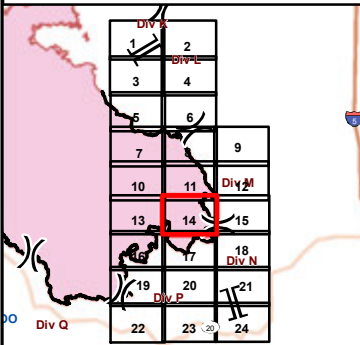 Div K
1 2
Div L
3 4
5 6
5
7 9
10 11 12
Div M
13 14 15
16 17 18
Div N
19 20 21
Div P
DO
Div Q
22 23 20 24